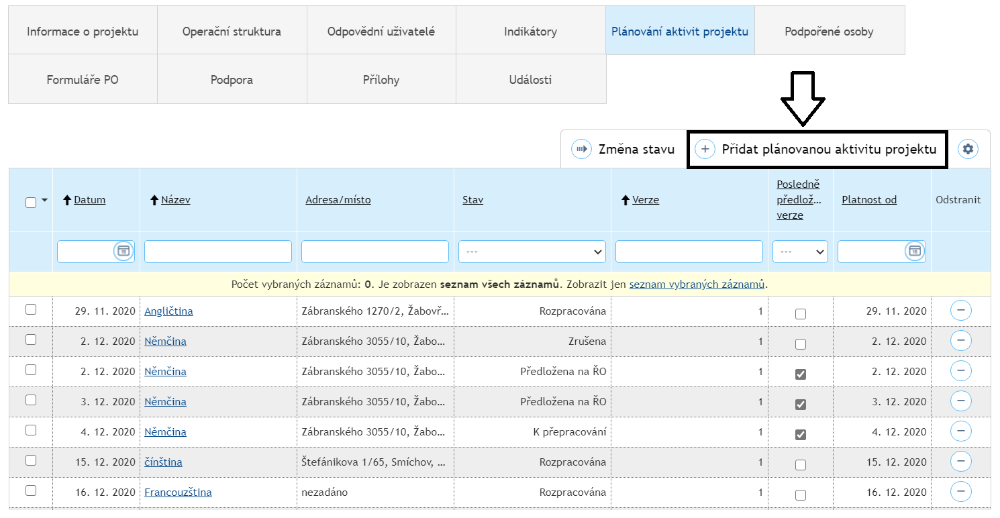 Informace o projektu Operační struktura Odpovědní uživatelé Indikátory Plánování aktivit projektu Podpořené osoby
Formuláře PO Podpora Přílohy Události
Změna stavu Přidat plánovanou aktivitu projektu
Datum Název Adresa/místo Stav Verze Posledně předlož... verze Platnost od Odstranit
--- ---
Počet vybraných záznamů: 0. Je zobrazen seznam všech záznamů. Zobrazit jen seznam vybraných záznamů.
29. 11. 2020 Angličtina Zábranského 1270/2, Žabovř... Rozpracována 1 29. 11. 2020
2. 12. 2020 Němčina Zábranského 3055/10, Žabo... Zrušena 1 2. 12. 2020
2. 12. 2020 Němčina Zábranského 3055/10, Žabo... Předložena na ŘO 1 2. 12. 2020
3. 12. 2020 Němčina Zábranského 3055/10, Žabo... Předložena na ŘO 1 3. 12. 2020
4. 12. 2020 Němčina Zábranského 3055/10, Žabo... K přepracování 1 4. 12. 2020
15. 12. 2020 čínština Štefánikova 1/65, Smíchov, ... Rozpracována 1 15. 12. 2020
16. 12. 2020 Francouzština nezadáno Rozpracována 1 16. 12. 2020